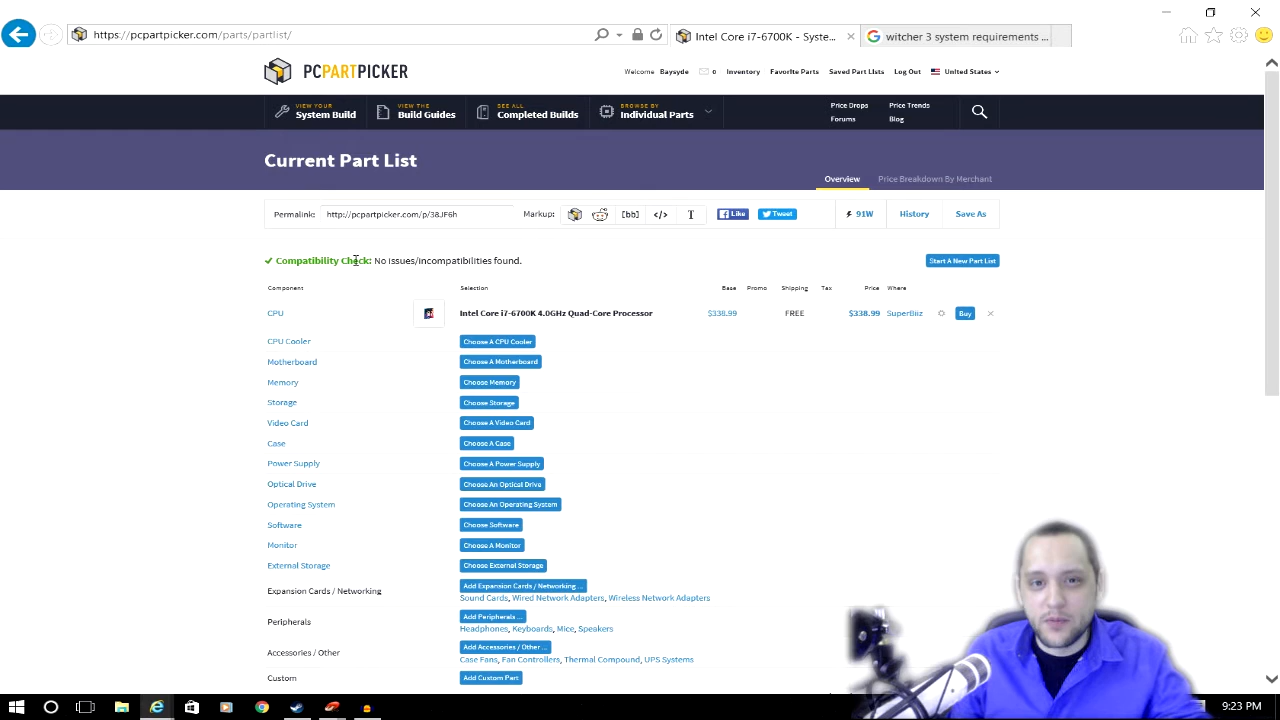 https://pcpartpicker.com/parts/partlist/
Intel Core i7-6700K - Syste...
witcher 3 system requirements ...
PCPARTPICKER
Welcome Baysyde
0
Inventory
Favorite Parts
Saved Part Lists
Log Out
United States
VIEW YOUR
System Build
VIEW THE
Build Guides
SEE ALL
Completed Builds
BROWSE BY
Individual Parts
Price Drops
Price Trends
Forums
Blog
Current Part List
Overview
Price Breakdown By Merchant
Permalink: http://pcpartpicker.com/p/38JF6h
Markup:
[bb]
</>
T
Like
Tweet
91W
History
Save As
Compatibility Check: No issues/incompatibilities found.
Start A New Part List
Component Selection Base Promo Shipping Tax Price Where
CPU Intel Core i7-6700K 4.0GHz Quad-Core Processor $338.99 FREE $338.99 SuperBiiz Buy
CPU Cooler Choose A CPU Cooler
Motherboard Choose A Motherboard
Memory Choose Memory
Storage Choose Storage
Video Card Choose A Video Card
Case Choose A Case
Power Supply Choose A Power Supply
Optical Drive Choose An Optical Drive
Operating System Choose An Operating System
Software Choose Software
Monitor Choose A Monitor
External Storage Choose External Storage
Expansion Cards / Networking Add Expansion Cards / Networking ...
Sound Cards, Wired Network Adapters, Wireless Network Adapters
Peripherals Add Peripherals ...
Headphones, Keyboards, Mice, Speakers
Accessories / Other Add Accessories / Other ...
Case Fans, Fan Controllers, Thermal Compound, UPS Systems
Custom Add Custom Part
9:23 PM